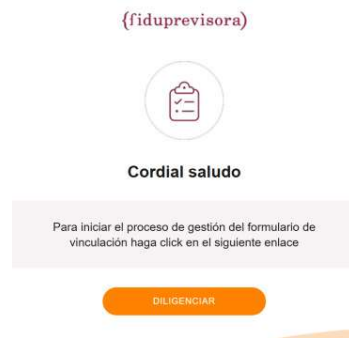 {fiduprevisora)
Cordial saludo
Para iniciar el proceso de gestión del formulario de
vinculación haga click en el siguiente enlace
DILIGENCIAR